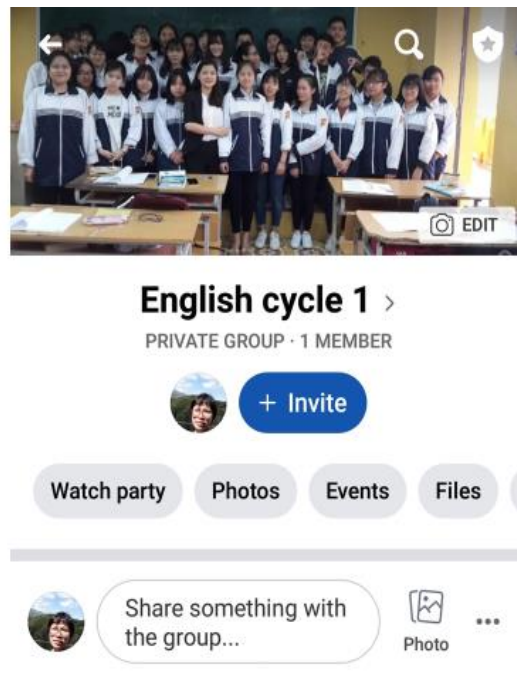 EDIT
English cycle 1 >
PRIVATE GROUP · 1 MEMBER
+ Invite
Watch party
Photos
Events
Files
Share something with
the group...
Photo